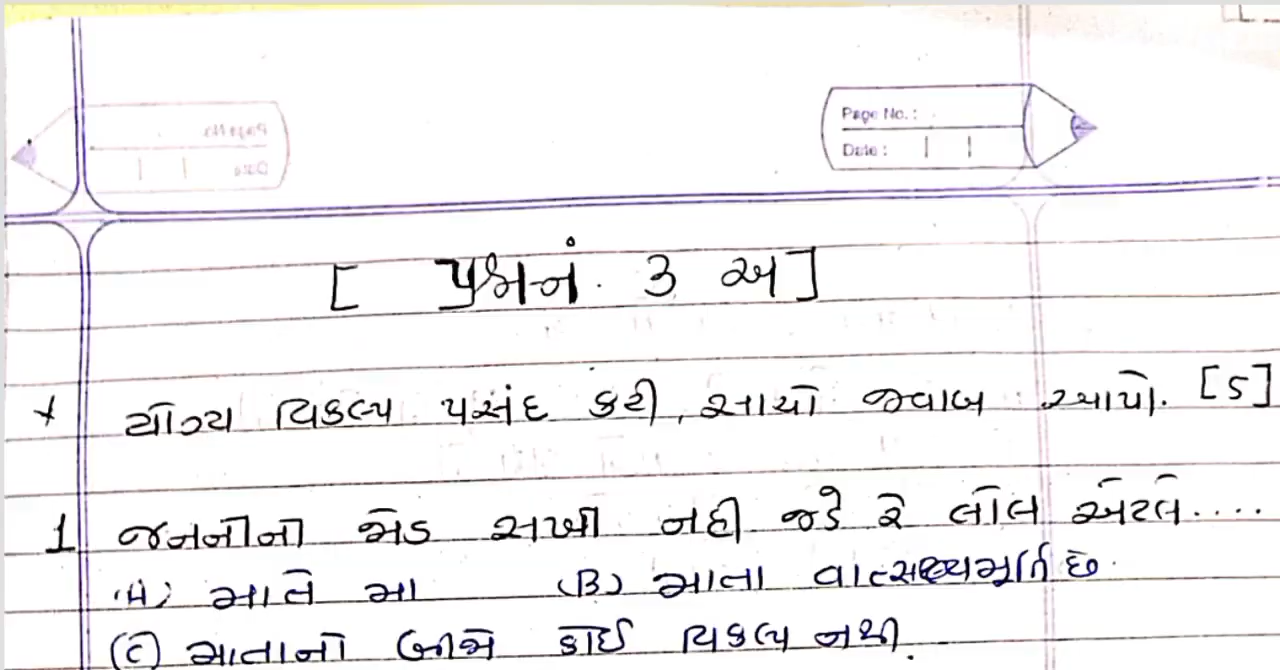 Page No. :
Date :
[ પ્રશ્નનં. ૩ અ ]
* યોગ્ય વિકલ્પ પસંદ કરી, સાચો જવાબ આપો. [5]
1 જનનીની જોડ સખી નહી જડે રે લોલ એટલે....
(A) મા તે મા (B) માતા વાત્સલ્યમૂર્તિ છે.
(C) માતાનો બીજો કોઈ વિકલ્પ નથી.